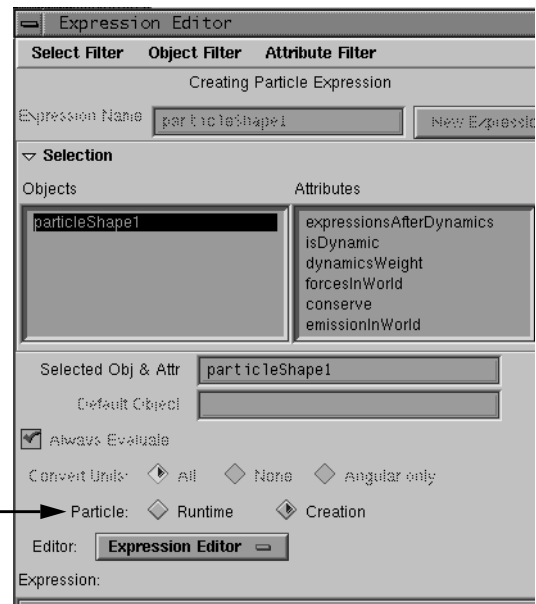 Expression Editor
Select Filter Object Filter Attribute Filter
Creating Particle Expression
Expression Name particleShape1 New Expressio
Selection
Objects Attributes
particleShape1
expressionsAfterDynamics
isDynamic
dynamicsWeight
forcesInWorld
conserve
emissionInWorld
Selected Obj & Attr particleShape1
Default Object
Always Evaluate
Convert Units: All None Angular only
Particle: Runtime Creation
Editor: Expression Editor
Expression: